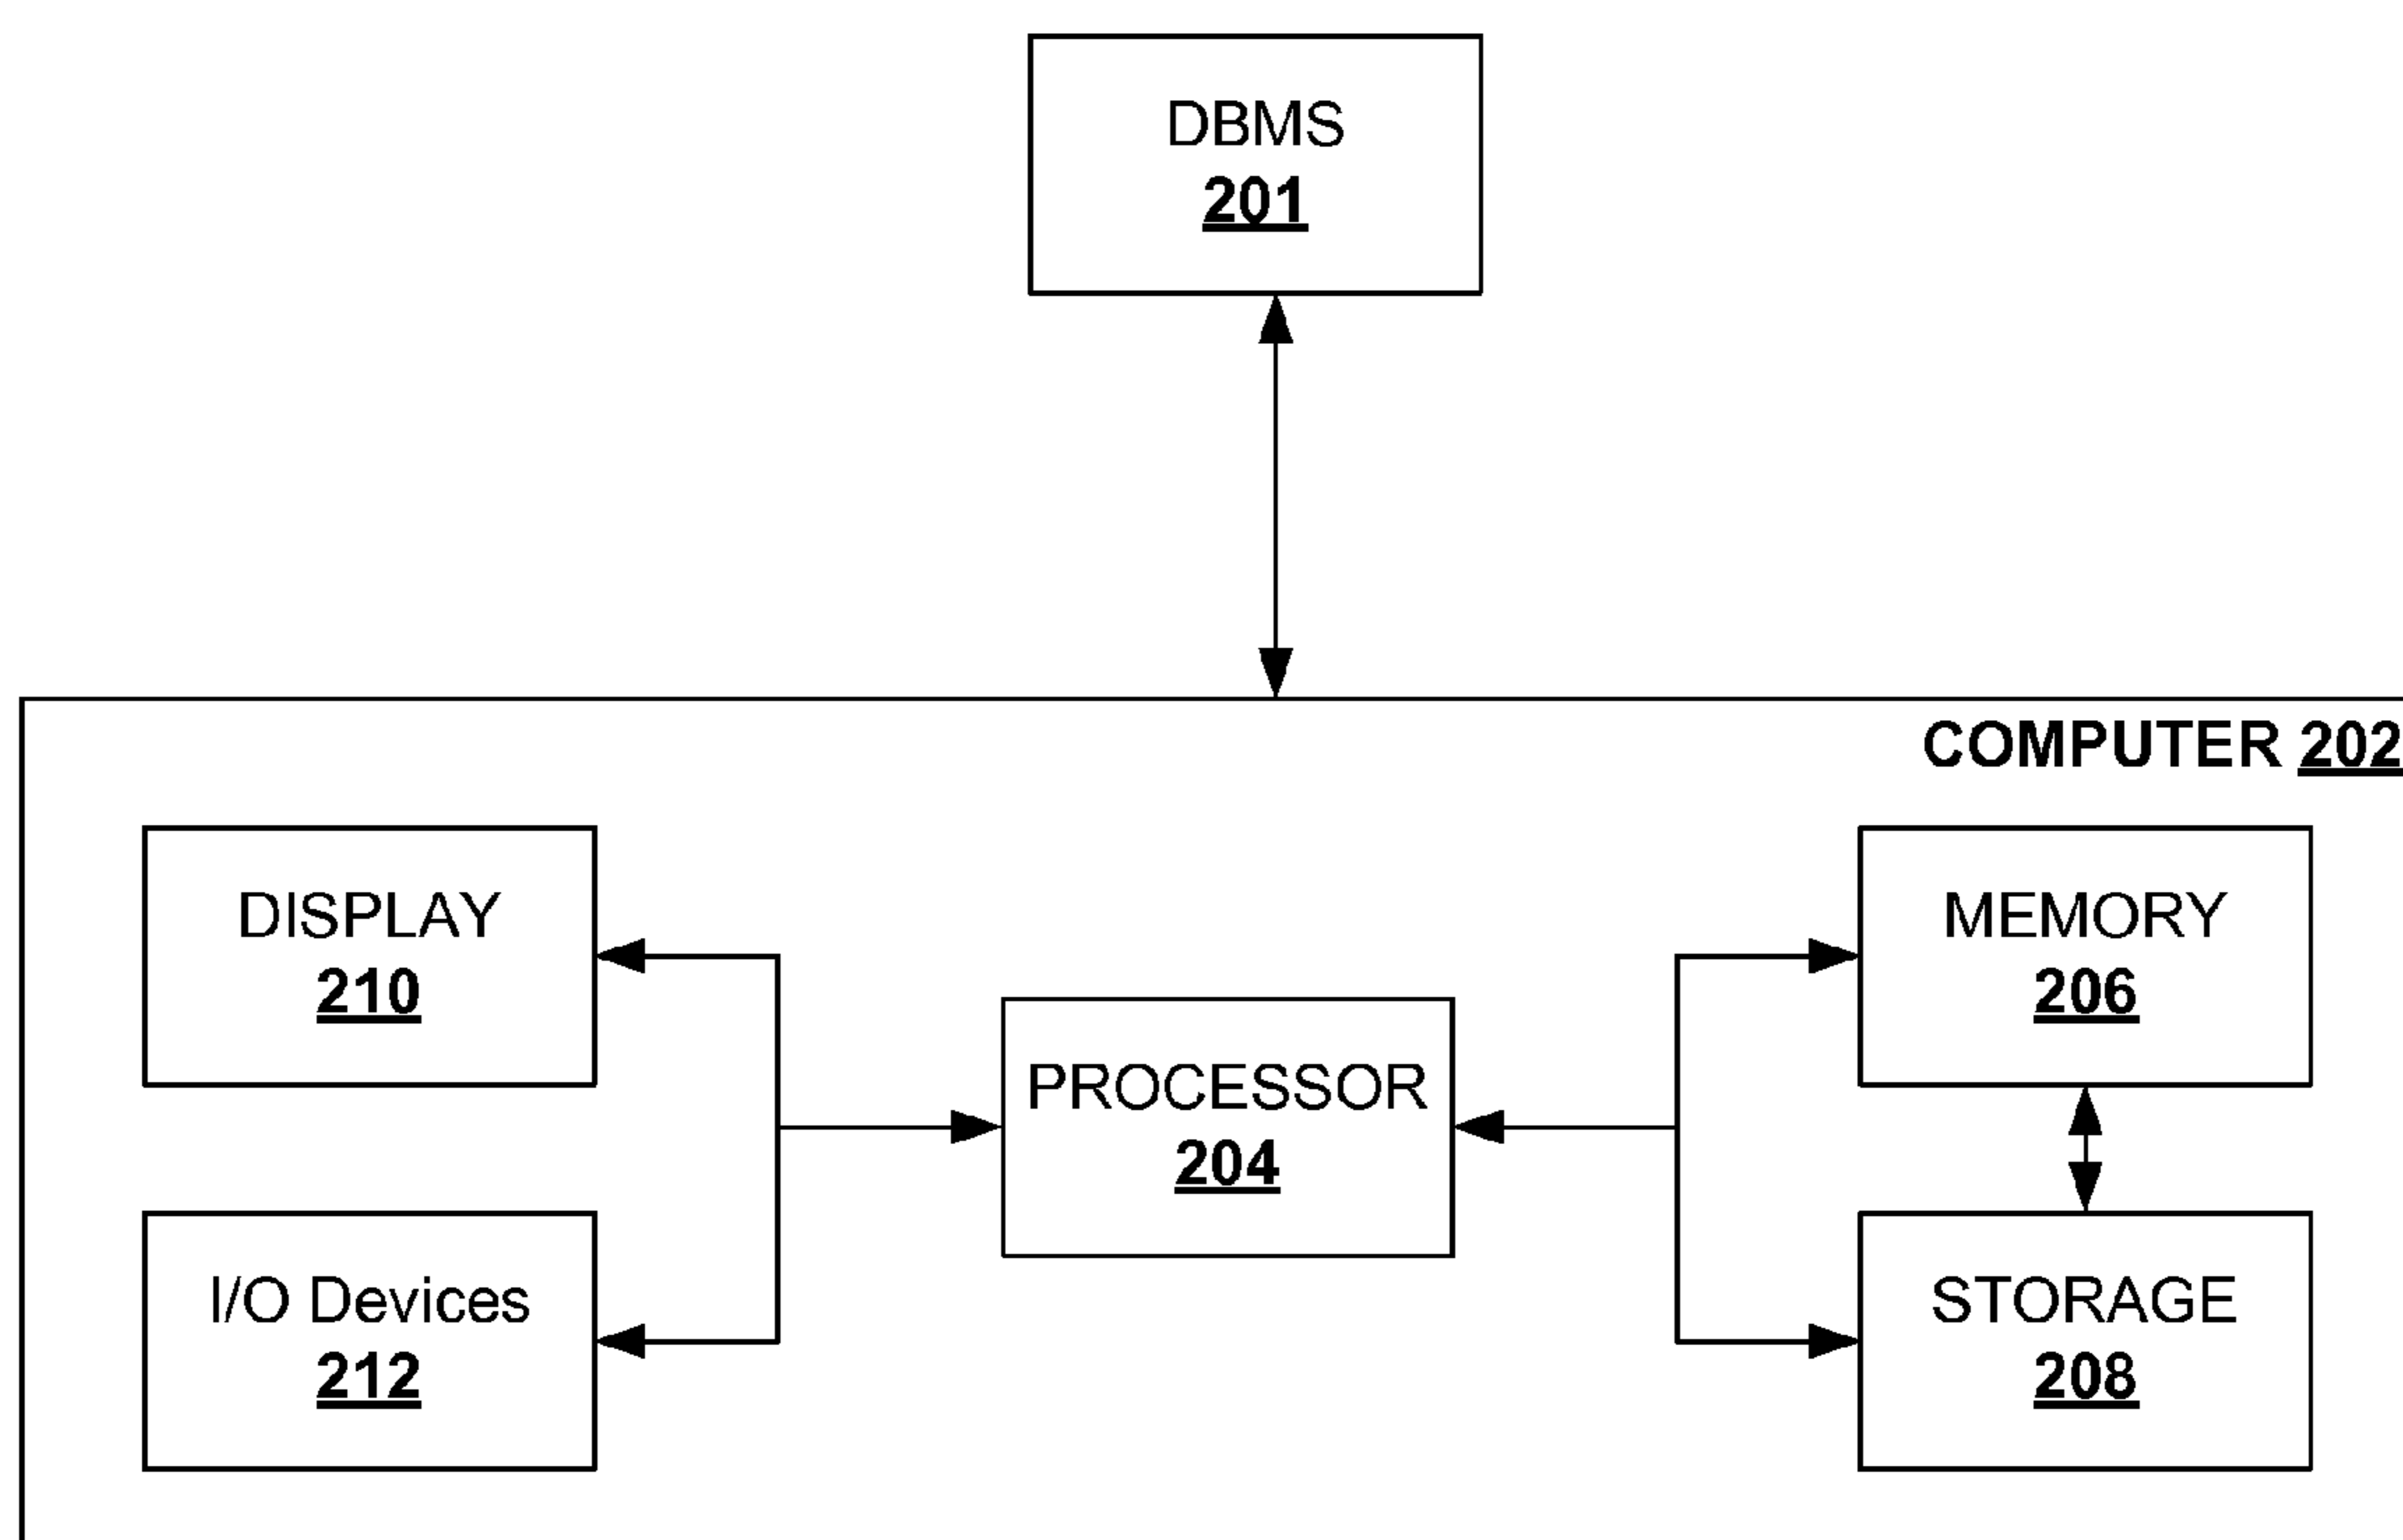 DBMS
201
COMPUTER 202
DISPLAY
210
MEMORY
206
PROCESSOR
204
I/O Devices
212
STORAGE
208